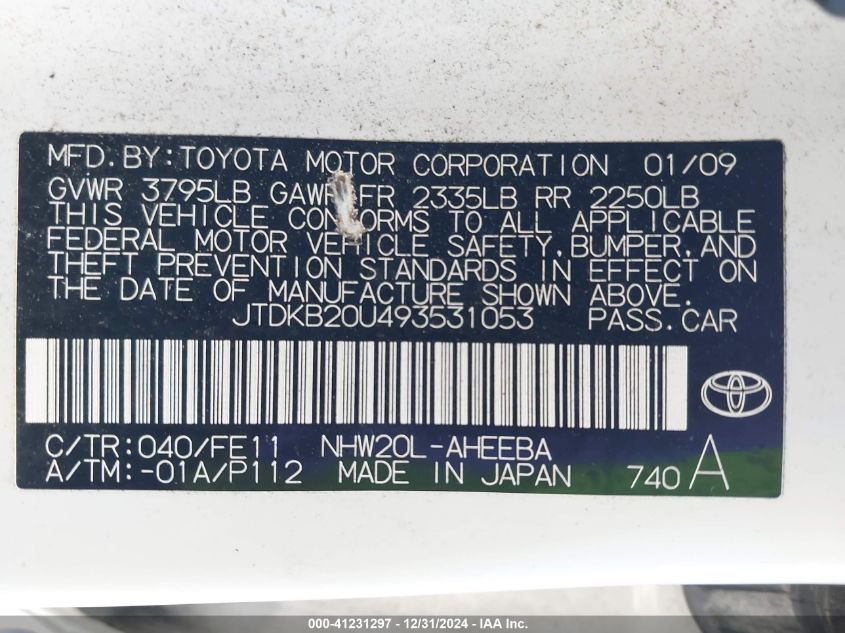 MFD.BY:TOYOTA MOTOR CORPORATION 01/09
GVWR 3795LB GAWR FR 2335LB RR 2250LB
THIS VEHICLE CONFORMS TO ALL APPLICABLE
FEDERAL MOTOR VEHICLE SAFETY,BUMPER,AND
THEFT PREVENTION STANDARDS IN EFFECT ON
THE DATE OF MANUFACTURE SHOWN ABOVE.
JTDKB20U493531053 PASS.CAR
C/TR:040/FE11 NHW20L-AHEEBA
A/TM:-01A/P112 MADE IN JAPAN 740 A
000-41231297 - 12/31/2024 - IAA Inc.